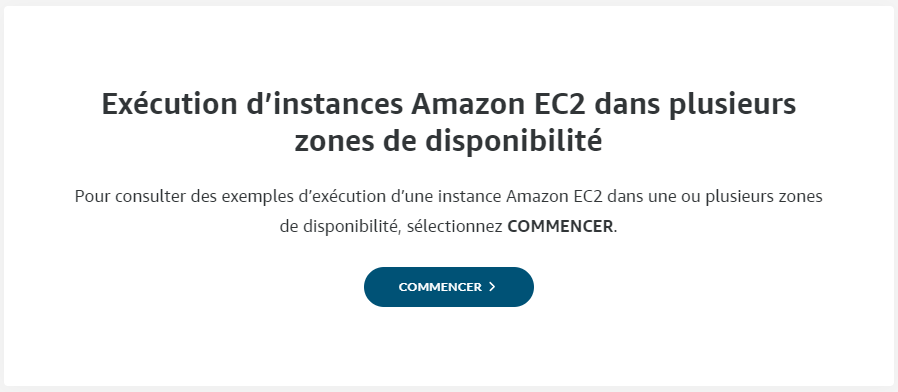 Exécution d’instances Amazon EC2 dans plusieurs
zones de disponibilité
Pour consulter des exemples d’exécution d’une instance Amazon EC2 dans une ou plusieurs zones
de disponibilité, sélectionnez COMMENCER.
COMMENCER